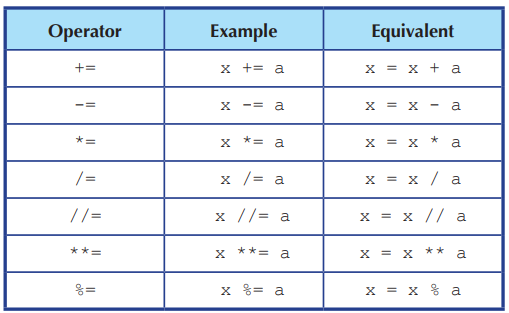 Operator Example Equivalent
+= x += a x = x + a
-= x -= a x = x - a
*= x *= a x = x * a
/= x /= a x = x / a
//= x //= a x = x // a
**= x **= a x = x ** a
%= x %= a x = x % a